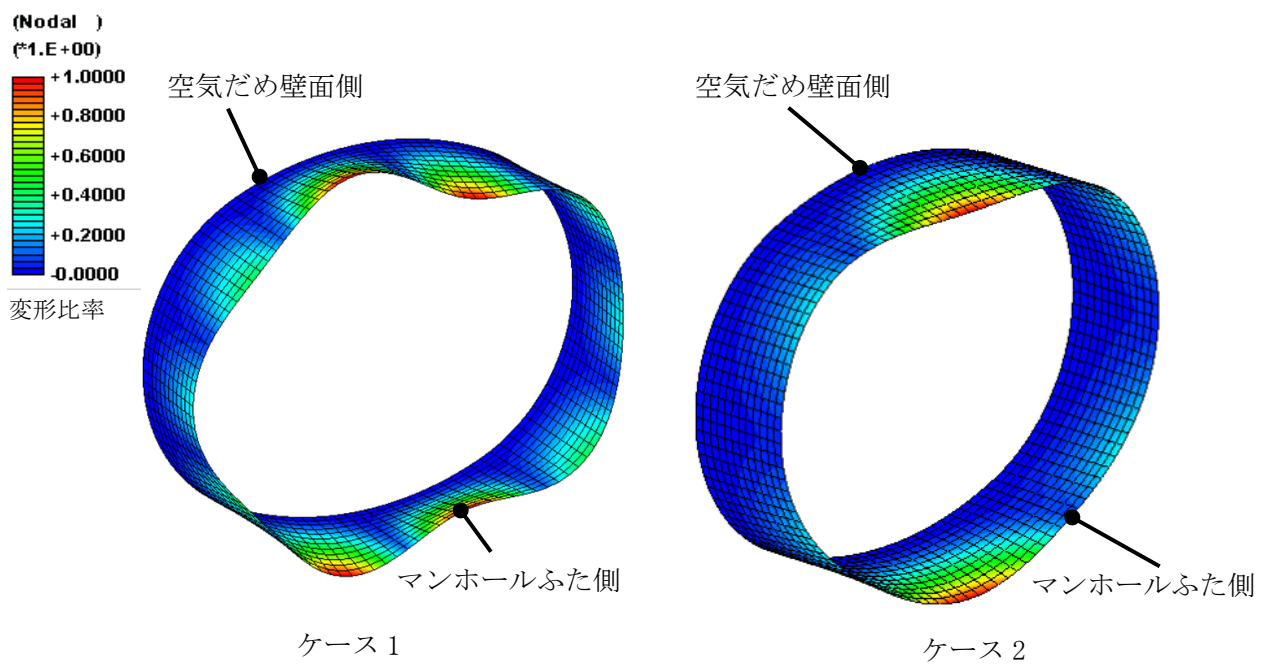 (Nodal )
(*1.E+00)
+1.0000
+0.8000
+0.6000
+0.4000
+0.2000
-0.0000
変形比率
空気だめ壁面側
マンホールふた側
ケース 1
空気だめ壁面側
マンホールふた側
ケース 2